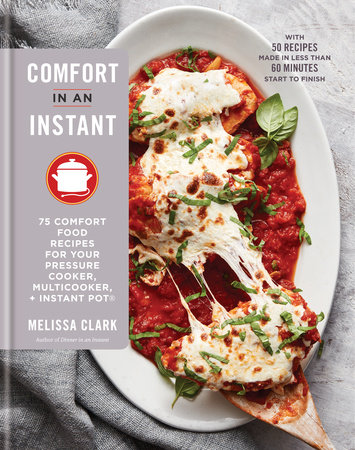 COMFORT
IN AN
INSTANT
75 COMFORT
FOOD
RECIPES
FOR YOUR
PRESSURE
COOKER,
MULTICOOKER,
+ INSTANT POT®
MELISSA CLARK
Author of Dinner in an Instant
WITH
50 RECIPES
MADE IN LESS THAN
60 MINUTES
START TO FINISH